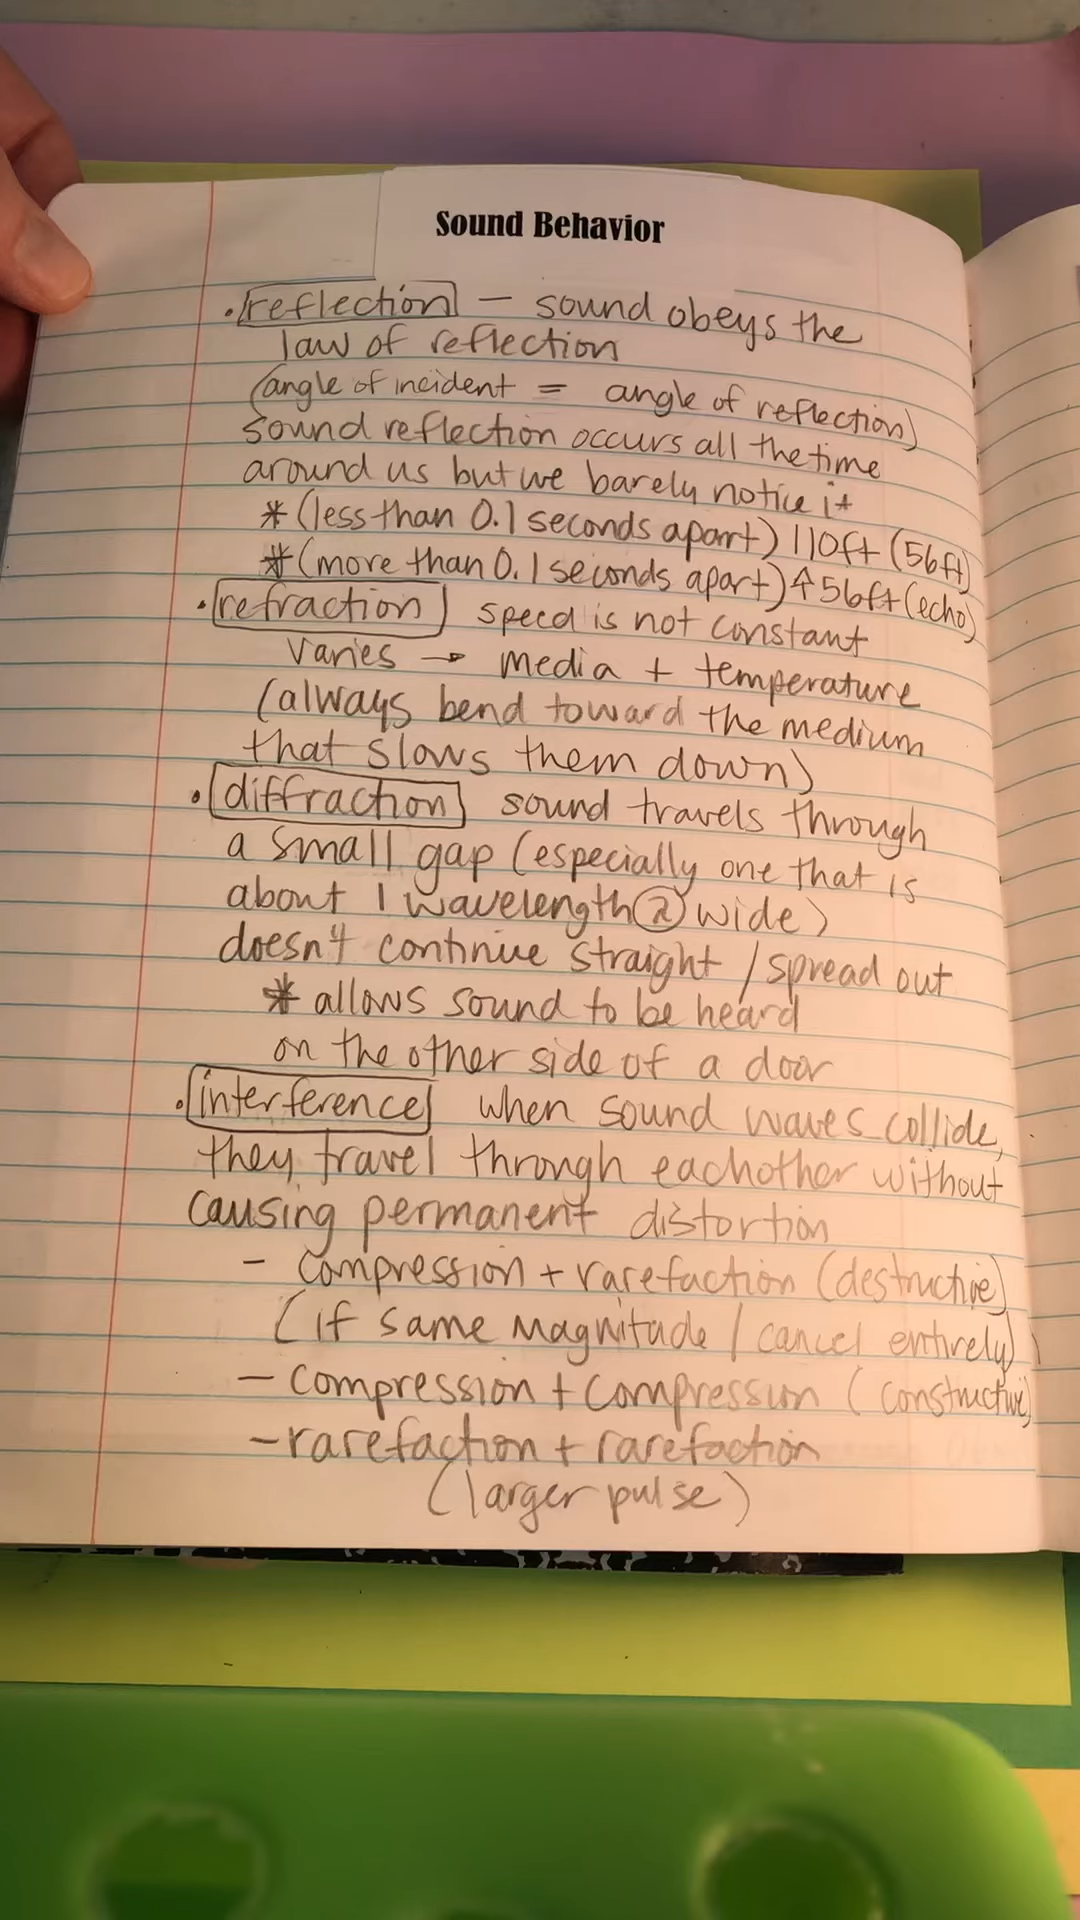 Sound Behavior
• reflection — sound obeys the
law of reflection
(angle of incident = angle of reflection)
sound reflection occurs all the time
around us but we barely notice it
* (less than 0.1 seconds apart) 110ft (56ft)
* (more than 0.1 seconds apart) ↑ 56ft (echo)
• refraction speed is not constant
varies → media + temperature
(always bend toward the medium
that slows them down)
• diffraction sound travels through
a small gap (especially one that is
about 1 wavelength λ wide)
doesn't continue straight / spread out
* allows sound to be heard
on the other side of a door
• interference when sound waves collide,
they travel through eachother without
causing permanent distortion
- compression + rarefaction (destructive)
(if same magnitude / cancel entirely)
- compression + compression (constructive)
- rarefaction + rarefaction
(larger pulse)